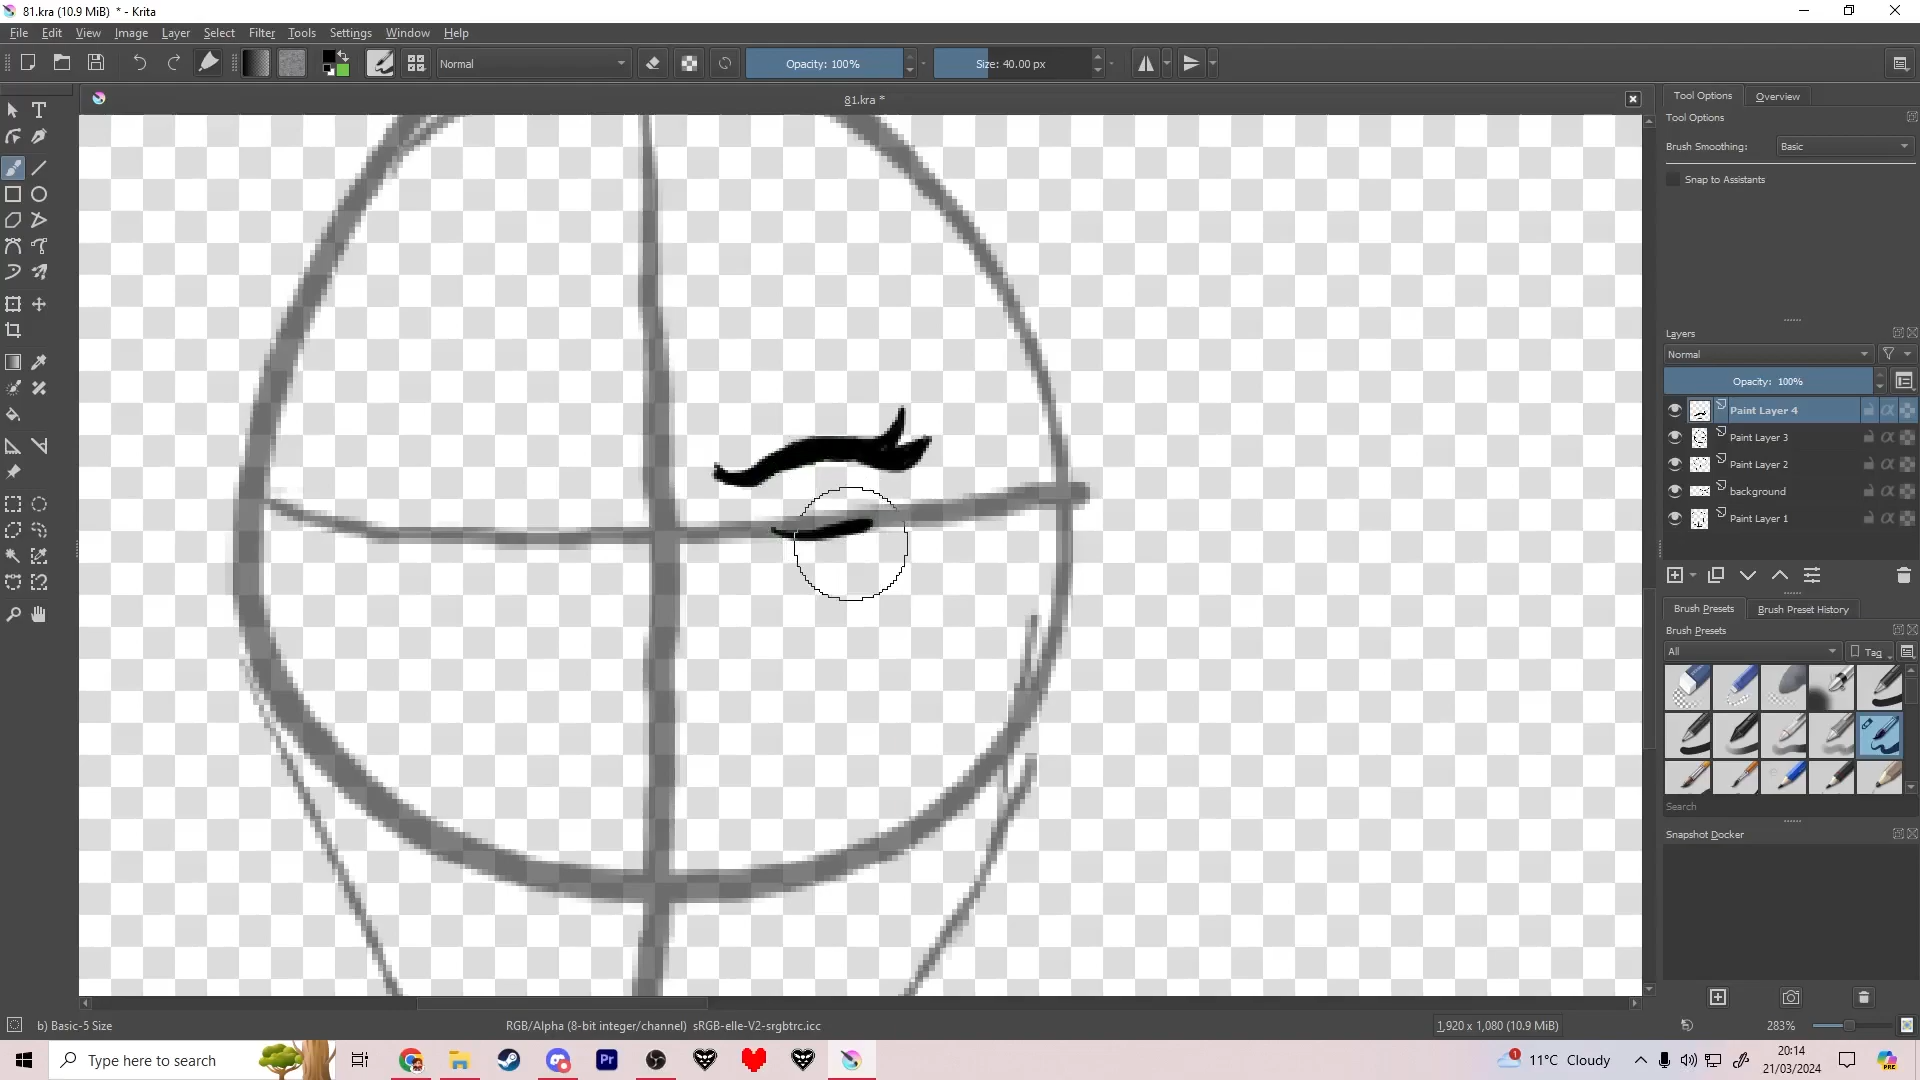 81.kra (10.9 MiB) * - Krita
File Edit View Image Layer Select Filter Tools Settings Window Help
Normal
Opacity: 100%
Size: 40.00 px
81.kra *
Tool Options
Overview
Tool Options
Brush Smoothing:
Basic
Snap to Assistants
Layers
Normal
Opacity: 100%
Paint Layer 4
Paint Layer 3
Paint Layer 2
background
Paint Layer 1
Brush Presets
Brush Preset History
Brush Presets
All
Tag
Search
Snapshot Docker
b) Basic-5 Size
RGB/Alpha (8-bit integer/channel) sRGB-elle-V2-srgbtrc.icc
1,920 x 1,080 (10.9 MiB)
283%
Type here to search
Pr
1
11°C Cloudy
20:14
21/03/2024
PRE